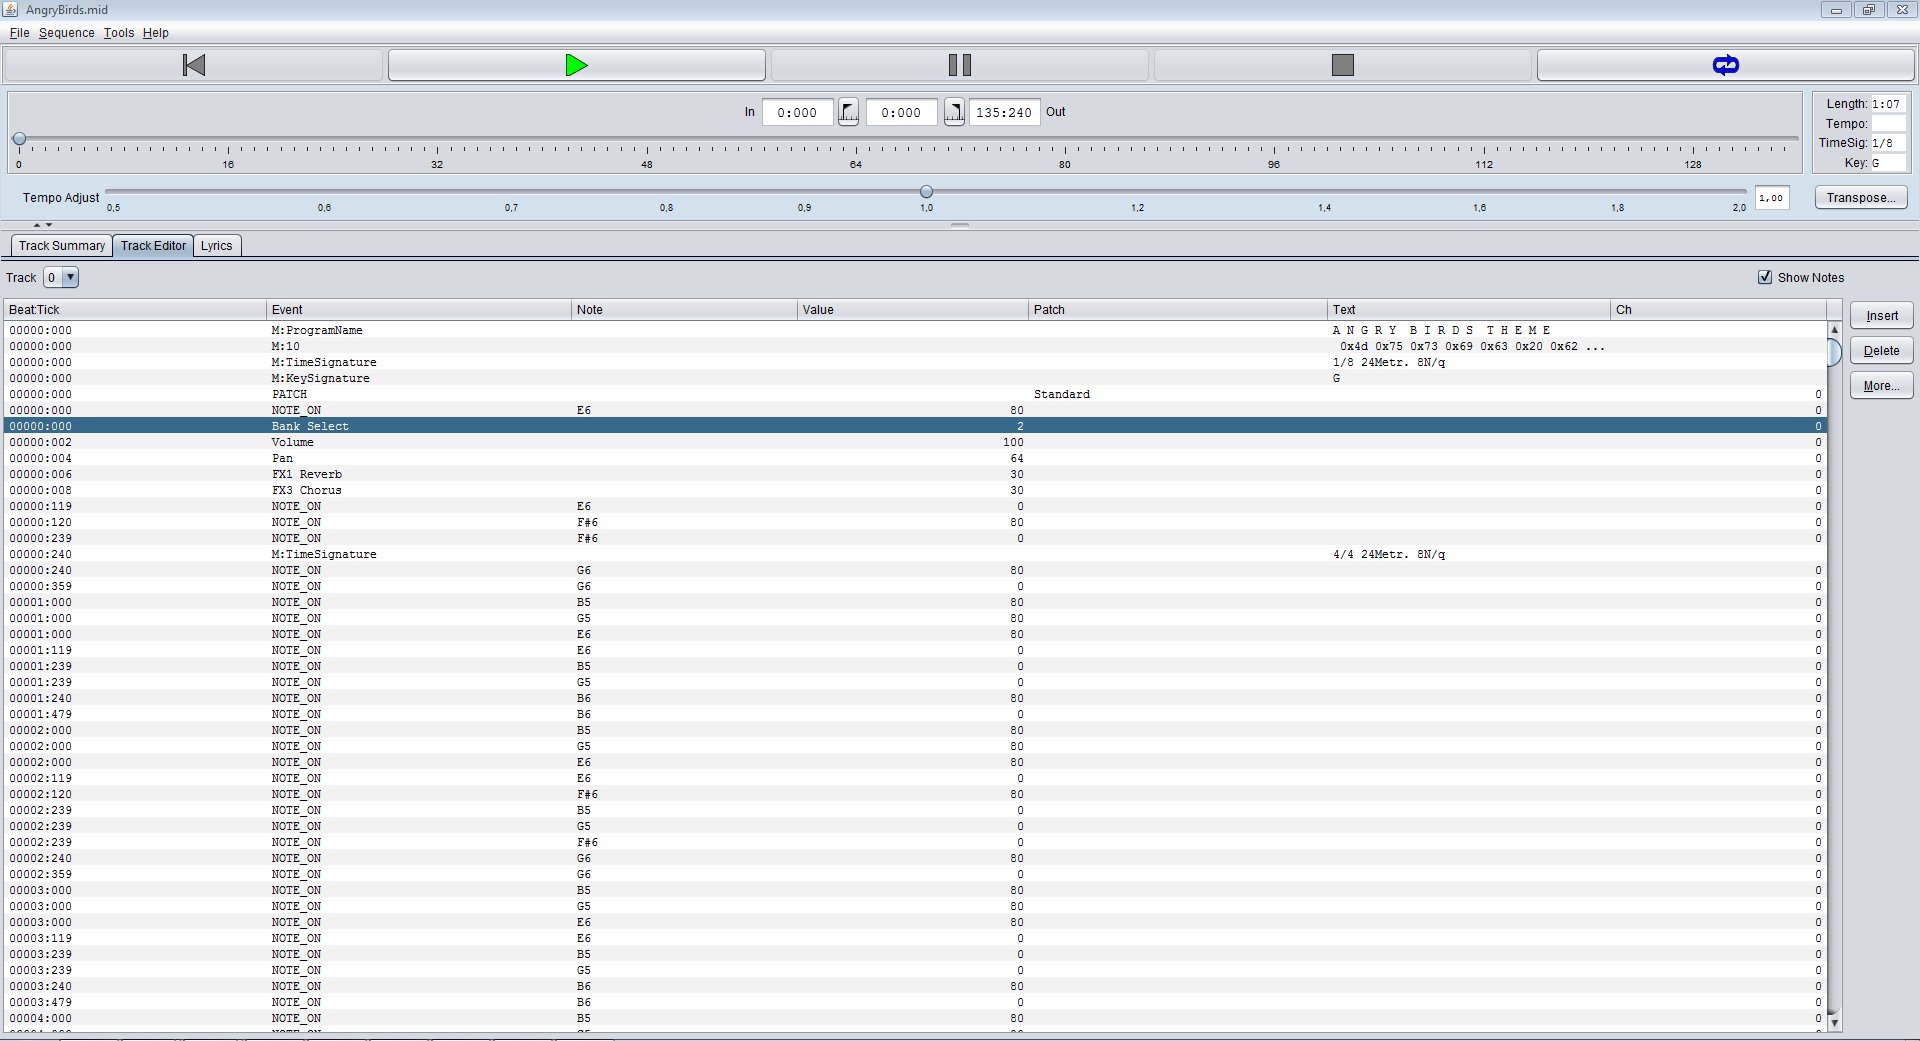 AngryBirds.mid
File Sequence Tools Help
In 0:000 0:000 135:240 Out
Length: 1:07
Tempo:
TimeSig: 1/8
Key: G
0 16 32 48 64 80 96 112 128
Tempo Adjust 1,00 Transpose...
0,5 0,6 0,7 0,8 0,9 1,0 1,2 1,4 1,6 1,8 2,0
Track Summary Track Editor Lyrics
Track 0 Show Notes
Beat:Tick Event Note Value Patch Text Ch
Insert
Delete
More...
00000:000 M:ProgramName A N G R Y B I R D S T H E M E
00000:000 M:10 0x4d 0x75 0x73 0x69 0x63 0x20 0x62 ...
00000:000 M:TimeSignature 1/8 24Metr. 8N/q
00000:000 M:KeySignature G
00000:000 PATCH Standard 0
00000:000 NOTE_ON E6 80 0
00000:000 Bank Select 2 0
00000:002 Volume 100 0
00000:004 Pan 64 0
00000:006 FX1 Reverb 30 0
00000:008 FX3 Chorus 30 0
00000:119 NOTE_ON E6 0 0
00000:120 NOTE_ON F#6 80 0
00000:239 NOTE_ON F#6 0 0
00000:240 M:TimeSignature 4/4 24Metr. 8N/q
00000:240 NOTE_ON G6 80 0
00000:359 NOTE_ON G6 0 0
00001:000 NOTE_ON B5 80 0
00001:000 NOTE_ON G5 80 0
00001:000 NOTE_ON E6 80 0
00001:119 NOTE_ON E6 0 0
00001:239 NOTE_ON B5 0 0
00001:239 NOTE_ON G5 0 0
00001:240 NOTE_ON B6 80 0
00001:479 NOTE_ON B6 0 0
00002:000 NOTE_ON B5 80 0
00002:000 NOTE_ON G5 80 0
00002:000 NOTE_ON E6 80 0
00002:119 NOTE_ON E6 0 0
00002:120 NOTE_ON F#6 80 0
00002:239 NOTE_ON B5 0 0
00002:239 NOTE_ON G5 0 0
00002:239 NOTE_ON F#6 0 0
00002:240 NOTE_ON G6 80 0
00002:359 NOTE_ON G6 0 0
00003:000 NOTE_ON B5 80 0
00003:000 NOTE_ON G5 80 0
00003:000 NOTE_ON E6 80 0
00003:119 NOTE_ON E6 0 0
00003:239 NOTE_ON B5 0 0
00003:239 NOTE_ON G5 0 0
00003:240 NOTE_ON B6 80 0
00003:479 NOTE_ON B6 0 0
00004:000 NOTE_ON B5 80 0